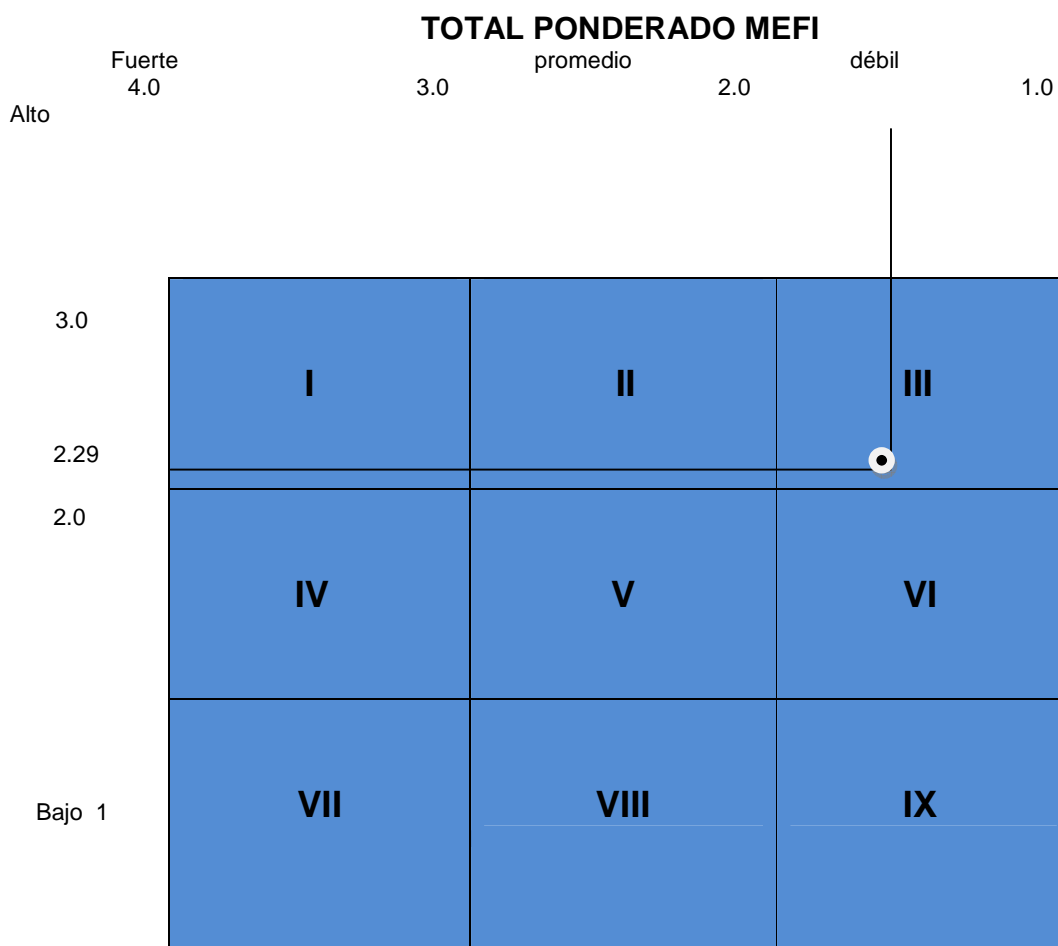 TOTAL PONDERADO MEFI
Fuerte promedio débil
4.0 3.0 2.0 1.0
Alto
3.0
I II III
2.29
2.0
IV V VI
Bajo 1
VII VIII IX